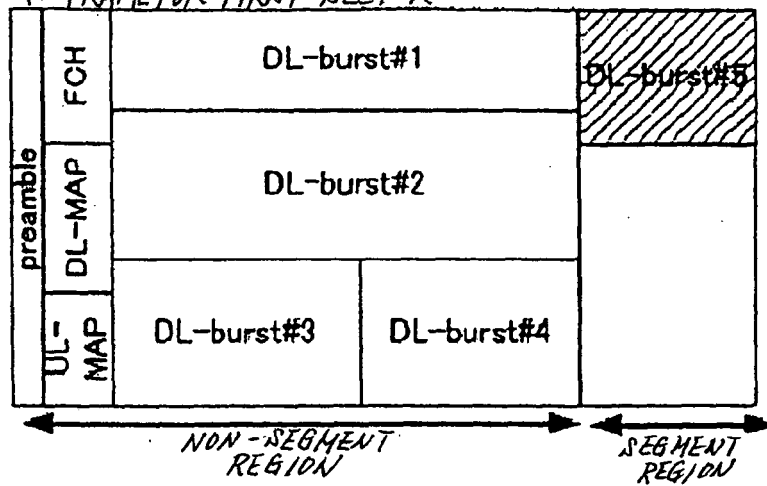 preamble
FCH
DL-MAP
UL-
MAP
DL-burst#1
DL-burst#2
DL-burst#3
DL-burst#4
DL-burst#5
NON-SEGMENT
REGION
SEGMENT
REGION